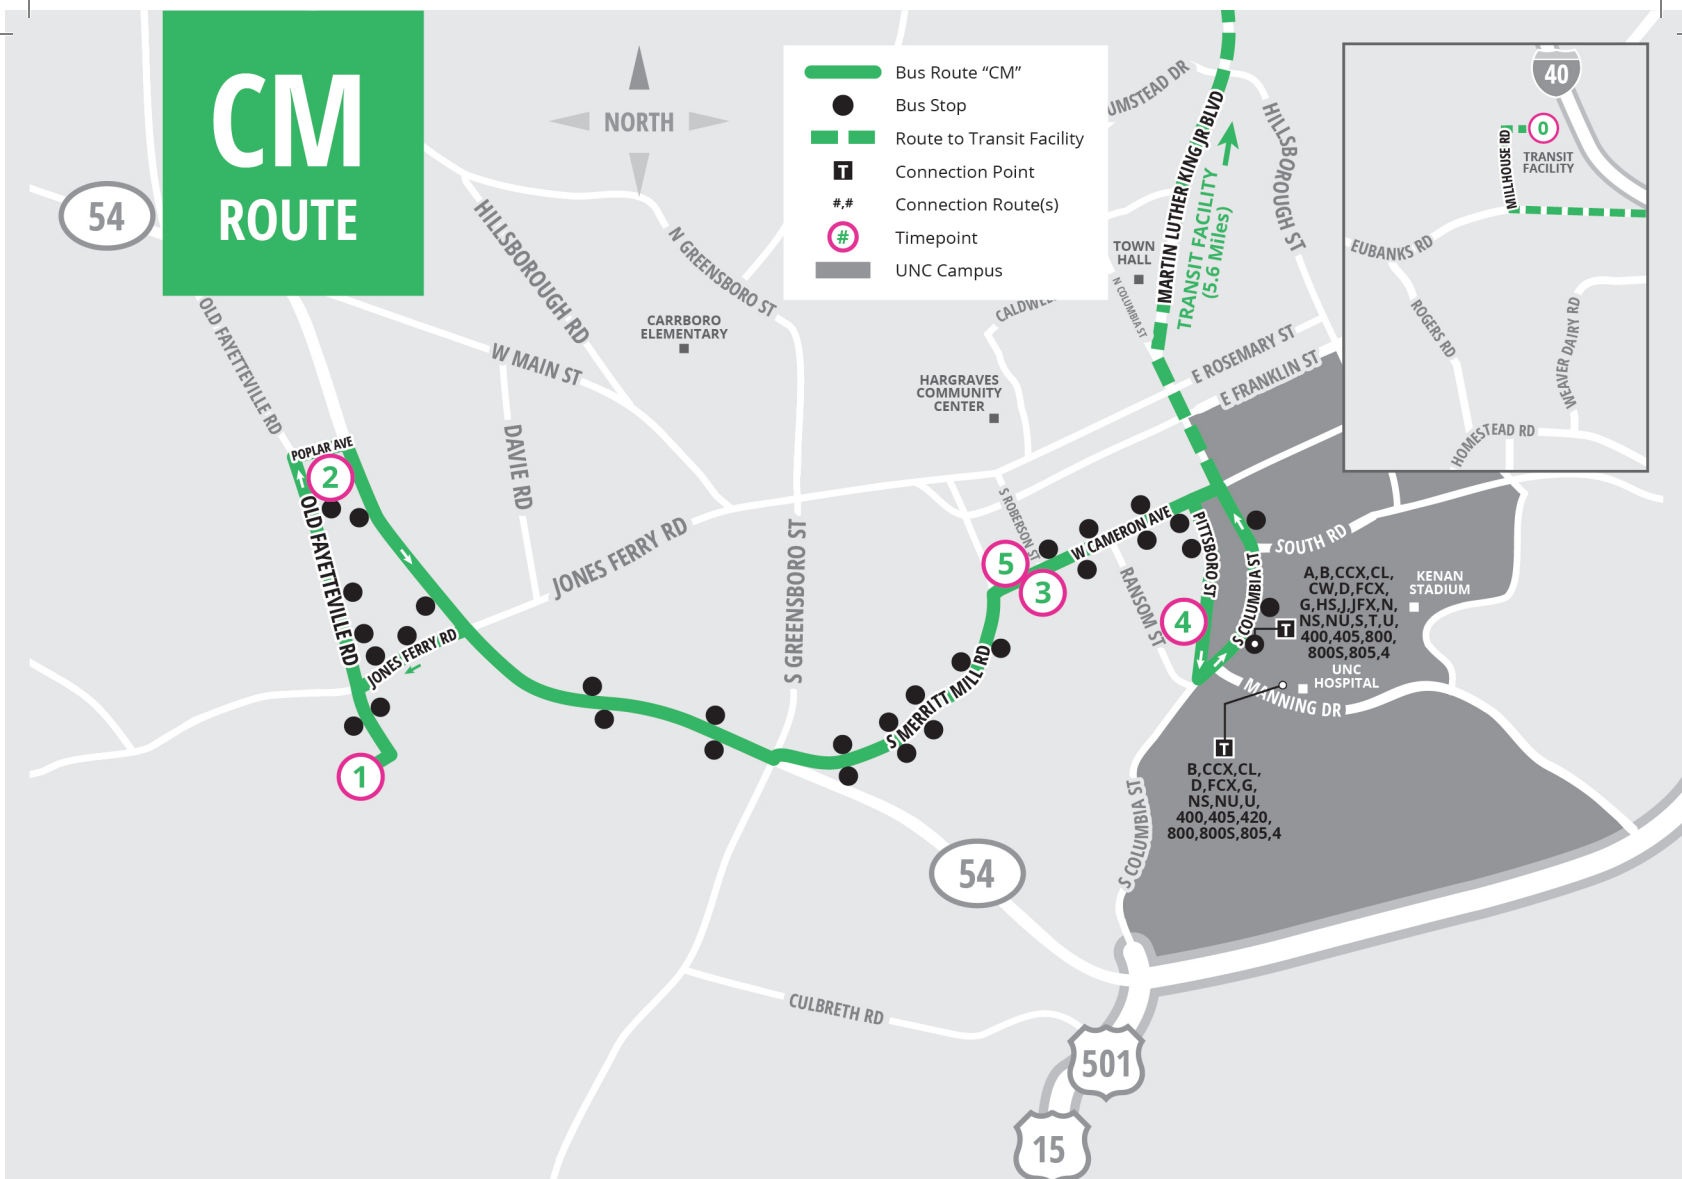 CM
ROUTE
NORTH
Bus Route “CM”
Bus Stop
Route to Transit Facility
T
Connection Point
#,#
Connection Route(s)
#
Timepoint
UNC Campus
40
0
TRANSIT
FACILITY
MILLHOUSE RD
EUBANKS RD
ROGERS RD
WEAVER DAIRY RD
HOMESTEAD RD
54
UMSTEAD DR
MARTIN LUTHER KING JR BLVD
HILLSBOROUGH ST
TRANSIT FACILITY
(5.6 Miles)
TOWN
HALL
N COLUMBIA ST
HILLSBOROUGH RD
N GREENSBORO ST
OLD FAYETTEVILLE RD
CARRBORO
ELEMENTARY
W MAIN ST
CALDWE
E ROSEMARY ST
E FRANKLIN ST
HARGRAVES
COMMUNITY
CENTER
POPLAR AVE
2
DAVIE RD
OLD FAYETTEVILLE RD
JONES FERRY RD
JONES FERRY RD
S GREENSBORO ST
S ROBERSON ST
W CAMERON AVE
PITTSBORO ST
SOUTH RD
5
3
RANSOM ST
S COLUMBIA ST
A,B,CCX,CL,
CW,D,FCX,
G,HS,J,JFX,N,
NS,NU,S,T,U,
400,405,800,
800S,805,4
KENAN
STADIUM
4
T
UNC
HOSPITAL
MANNING DR
S MERRITT MILL RD
1
T
B,CCX,CL,
D,FCX,G,
NS,NU,U,
400,405,420,
800,800S,805,4
S COLUMBIA ST
54
CULBRETH RD
501
15